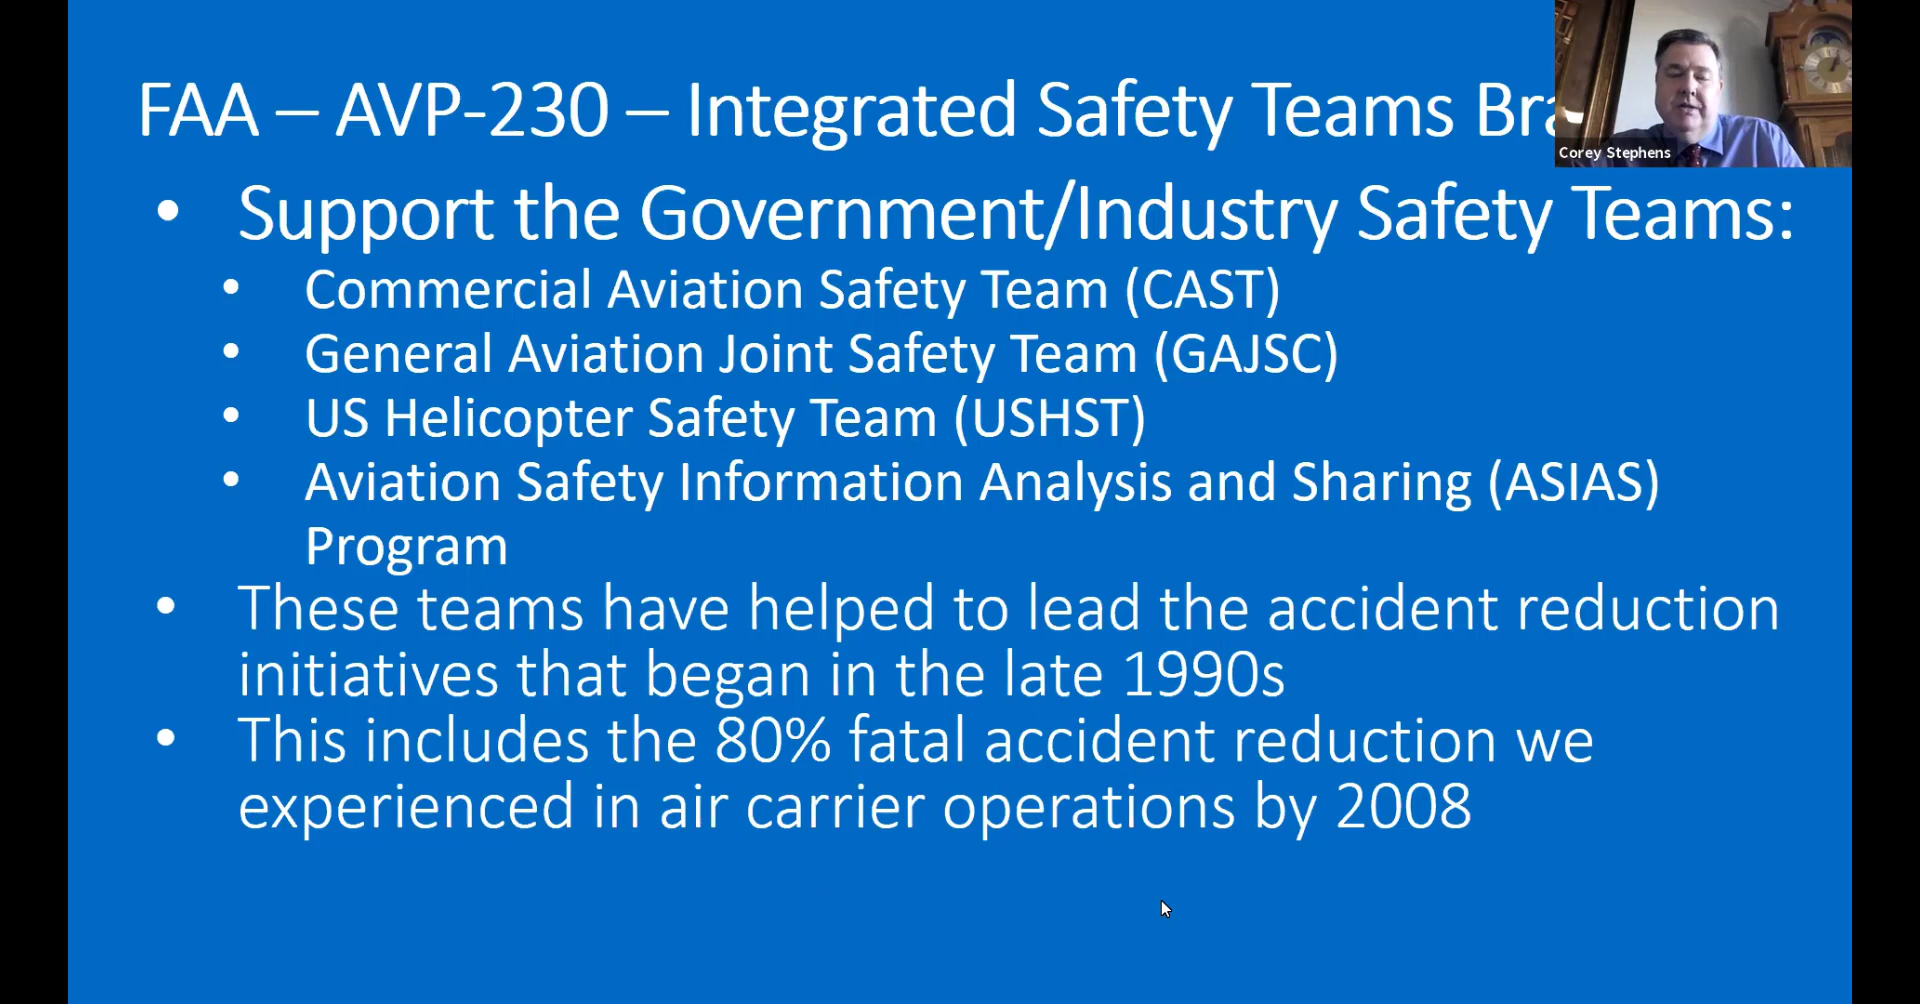 FAA – AVP-230 – Integrated Safety Teams
Corey Stephens
• Support the Government/Industry Safety Teams:
• Commercial Aviation Safety Team (CAST)
• General Aviation Joint Safety Team (GAJSC)
• US Helicopter Safety Team (USHST)
• Aviation Safety Information Analysis and Sharing (ASIAS)
Program
• These teams have helped to lead the accident reduction
initiatives that began in the late 1990s
• This includes the 80% fatal accident reduction we
experienced in air carrier operations by 2008